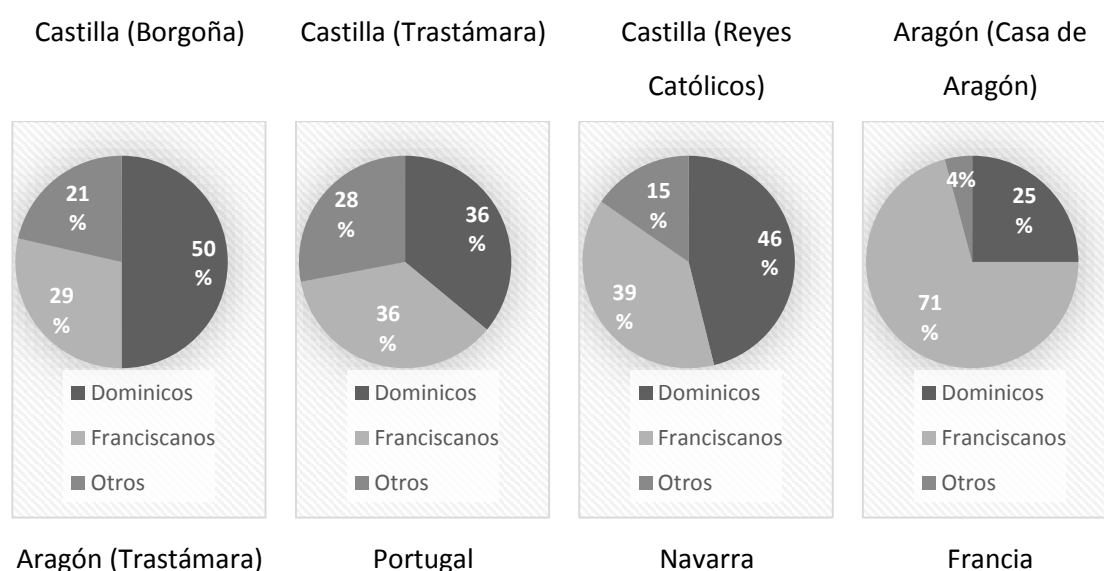 Castilla (Borgoña)
Castilla (Trastámara)
Castilla (Reyes
Católicos)
Aragón (Casa de
Aragón)
21
%
50
%
29
%
Dominicos
Franciscanos
Otros
28
%
36
%
36
%
Dominicos
Franciscanos
Otros
15
%
46
%
39
%
Dominicos
Franciscanos
Otros
4%
25
%
71
%
Dominicos
Franciscanos
Otros
Aragón (Trastámara)
Portugal
Navarra
Francia